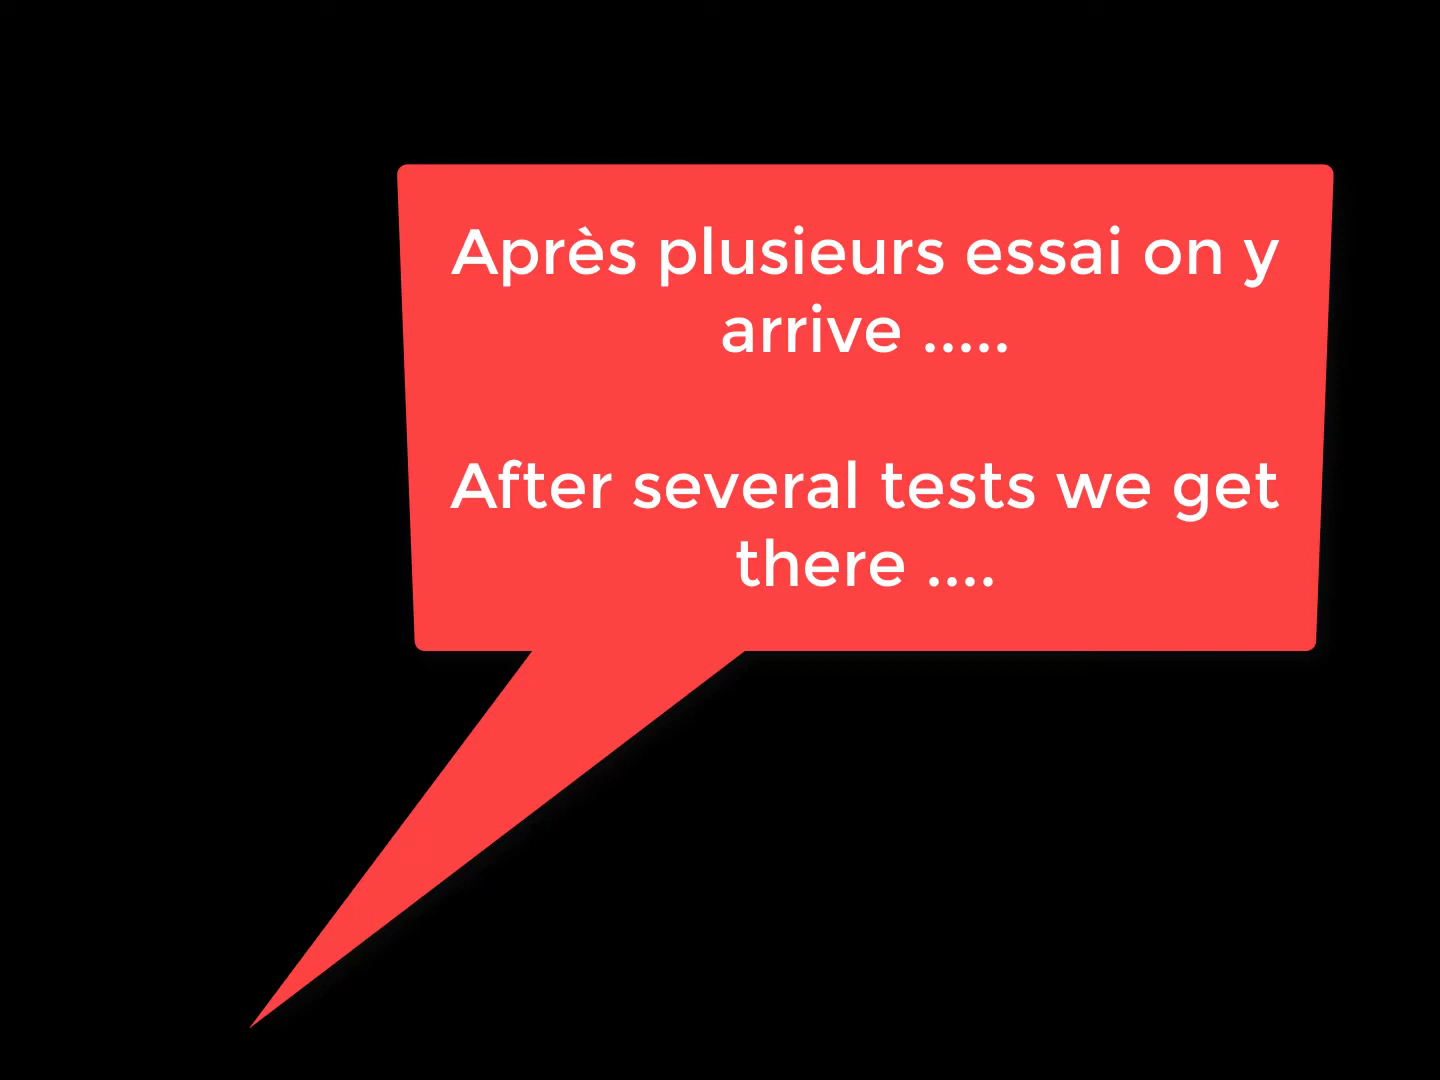 Après plusieurs essai on y
arrive .....
After several tests we get
there ....